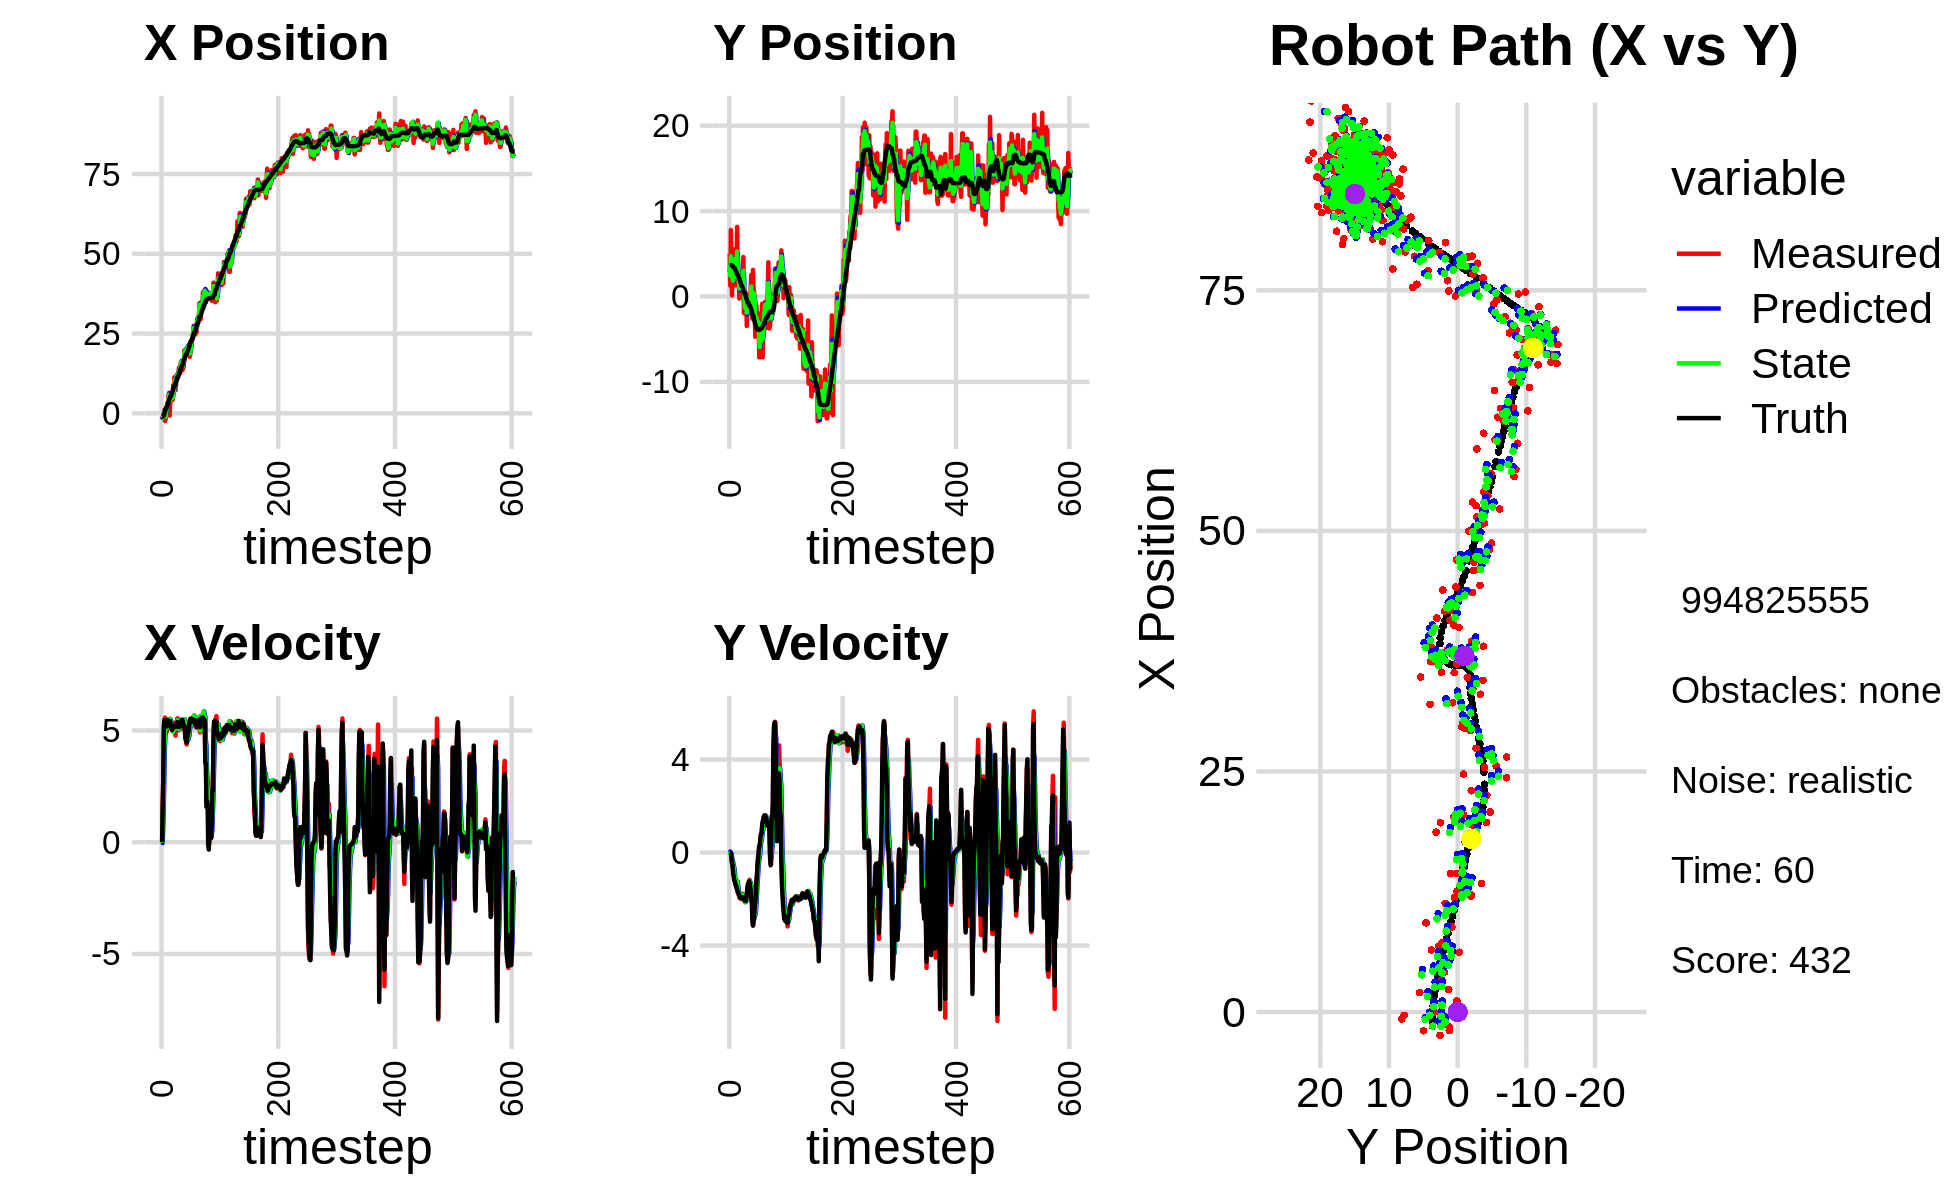 X Position
75
50
25
0
0
200
400
600
timestep
Y Position
20
10
0
-10
0
200
400
600
timestep
X Velocity
5
0
-5
0
200
400
600
timestep
Y Velocity
4
0
-4
0
200
400
600
timestep
Robot Path (X vs Y)
X Position
75
50
25
0
20 10 0 -10 -20
Y Position
variable
Measured
Predicted
State
Truth
994825555
Obstacles: none
Noise: realistic
Time: 60
Score: 432